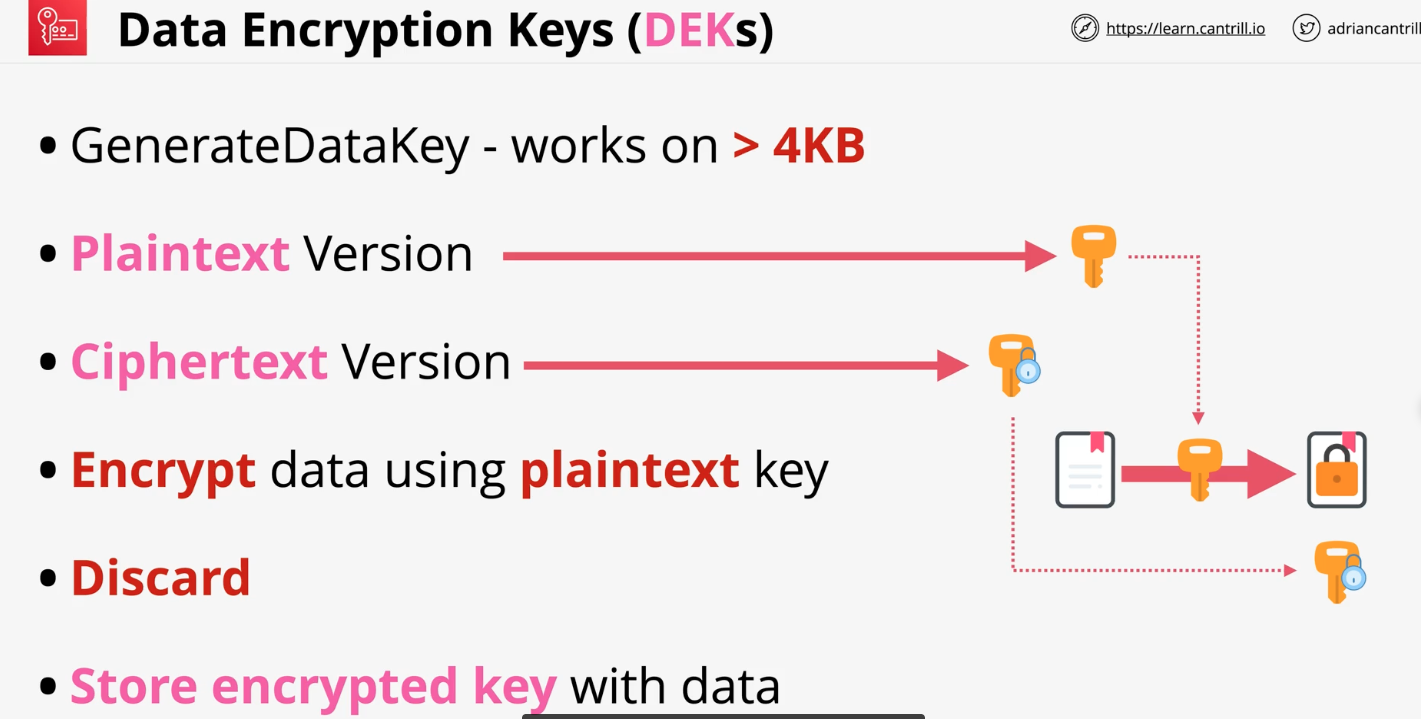 Data Encryption Keys (DEKs)
https://learn.cantrill.io
adriancantrill
• GenerateDataKey - works on > 4KB
• Plaintext Version
• Ciphertext Version
• Encrypt data using plaintext key
• Discard
• Store encrypted key with data